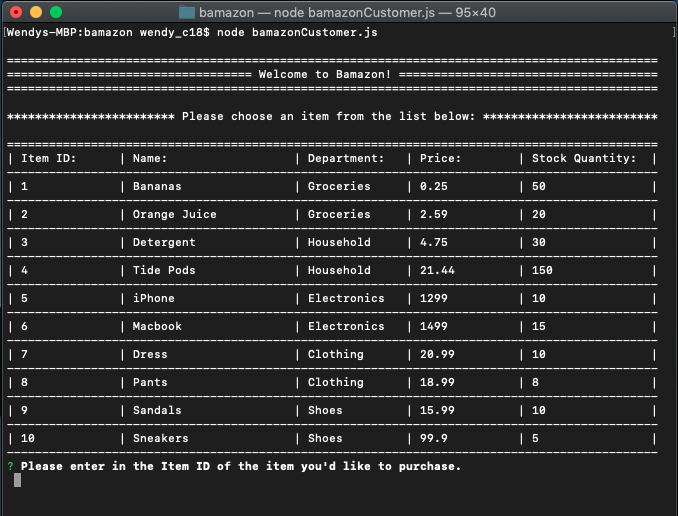 bamazon — node bamazonCustomer.js — 95×40
[Wendys-MBP:bamazon wendy_c18$ node bamazonCustomer.js ]
=============================================================================================
=================================== Welcome to Bamazon! =====================================
=============================================================================================
************************ Please choose an item from the list below: *************************
=============================================================================================
| Item ID:      | Name:                  | Department:   | Price:        | Stock Quantity:  |
---------------------------------------------------------------------------------------------
| 1             | Bananas                | Groceries     | 0.25          | 50               |
---------------------------------------------------------------------------------------------
| 2             | Orange Juice           | Groceries     | 2.59          | 20               |
---------------------------------------------------------------------------------------------
| 3             | Detergent              | Household     | 4.75          | 30               |
---------------------------------------------------------------------------------------------
| 4             | Tide Pods              | Household     | 21.44         | 150              |
---------------------------------------------------------------------------------------------
| 5             | iPhone                 | Electronics   | 1299          | 10               |
---------------------------------------------------------------------------------------------
| 6             | Macbook                | Electronics   | 1499          | 15               |
---------------------------------------------------------------------------------------------
| 7             | Dress                  | Clothing      | 20.99         | 10               |
---------------------------------------------------------------------------------------------
| 8             | Pants                  | Clothing      | 18.99         | 8                |
---------------------------------------------------------------------------------------------
| 9             | Sandals                | Shoes         | 15.99         | 10               |
---------------------------------------------------------------------------------------------
| 10            | Sneakers               | Shoes         | 99.9          | 5                |
---------------------------------------------------------------------------------------------
? Please enter in the Item ID of the item you'd like to purchase.